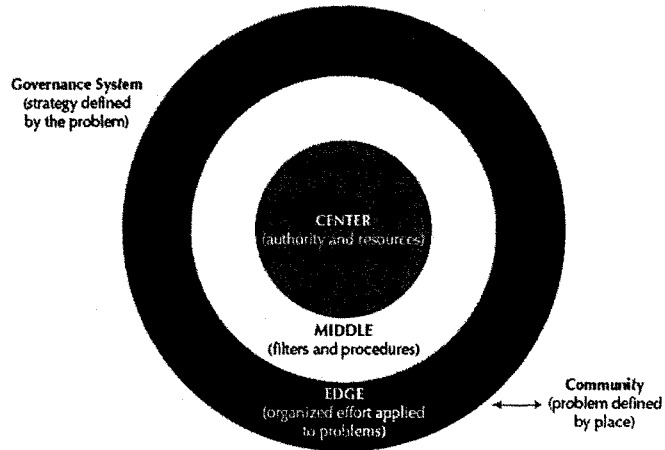 Governance System
(strategy defined
by the problem)
CENTER
(authority and resources)
MIDDLE
(filters and procedures)
EDGE
(organized effort applied
to problems)
Community
(problem defined
by place)